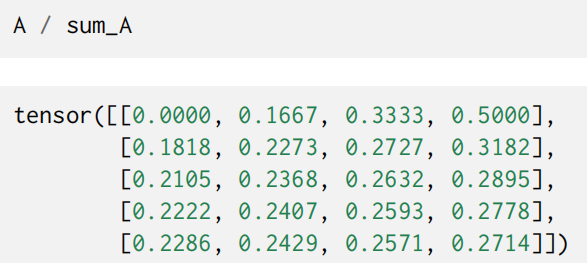 A / sum_A
tensor([[0.0000, 0.1667, 0.3333, 0.5000],
[0.1818, 0.2273, 0.2727, 0.3182],
[0.2105, 0.2368, 0.2632, 0.2895],
[0.2222, 0.2407, 0.2593, 0.2778],
[0.2286, 0.2429, 0.2571, 0.2714]])